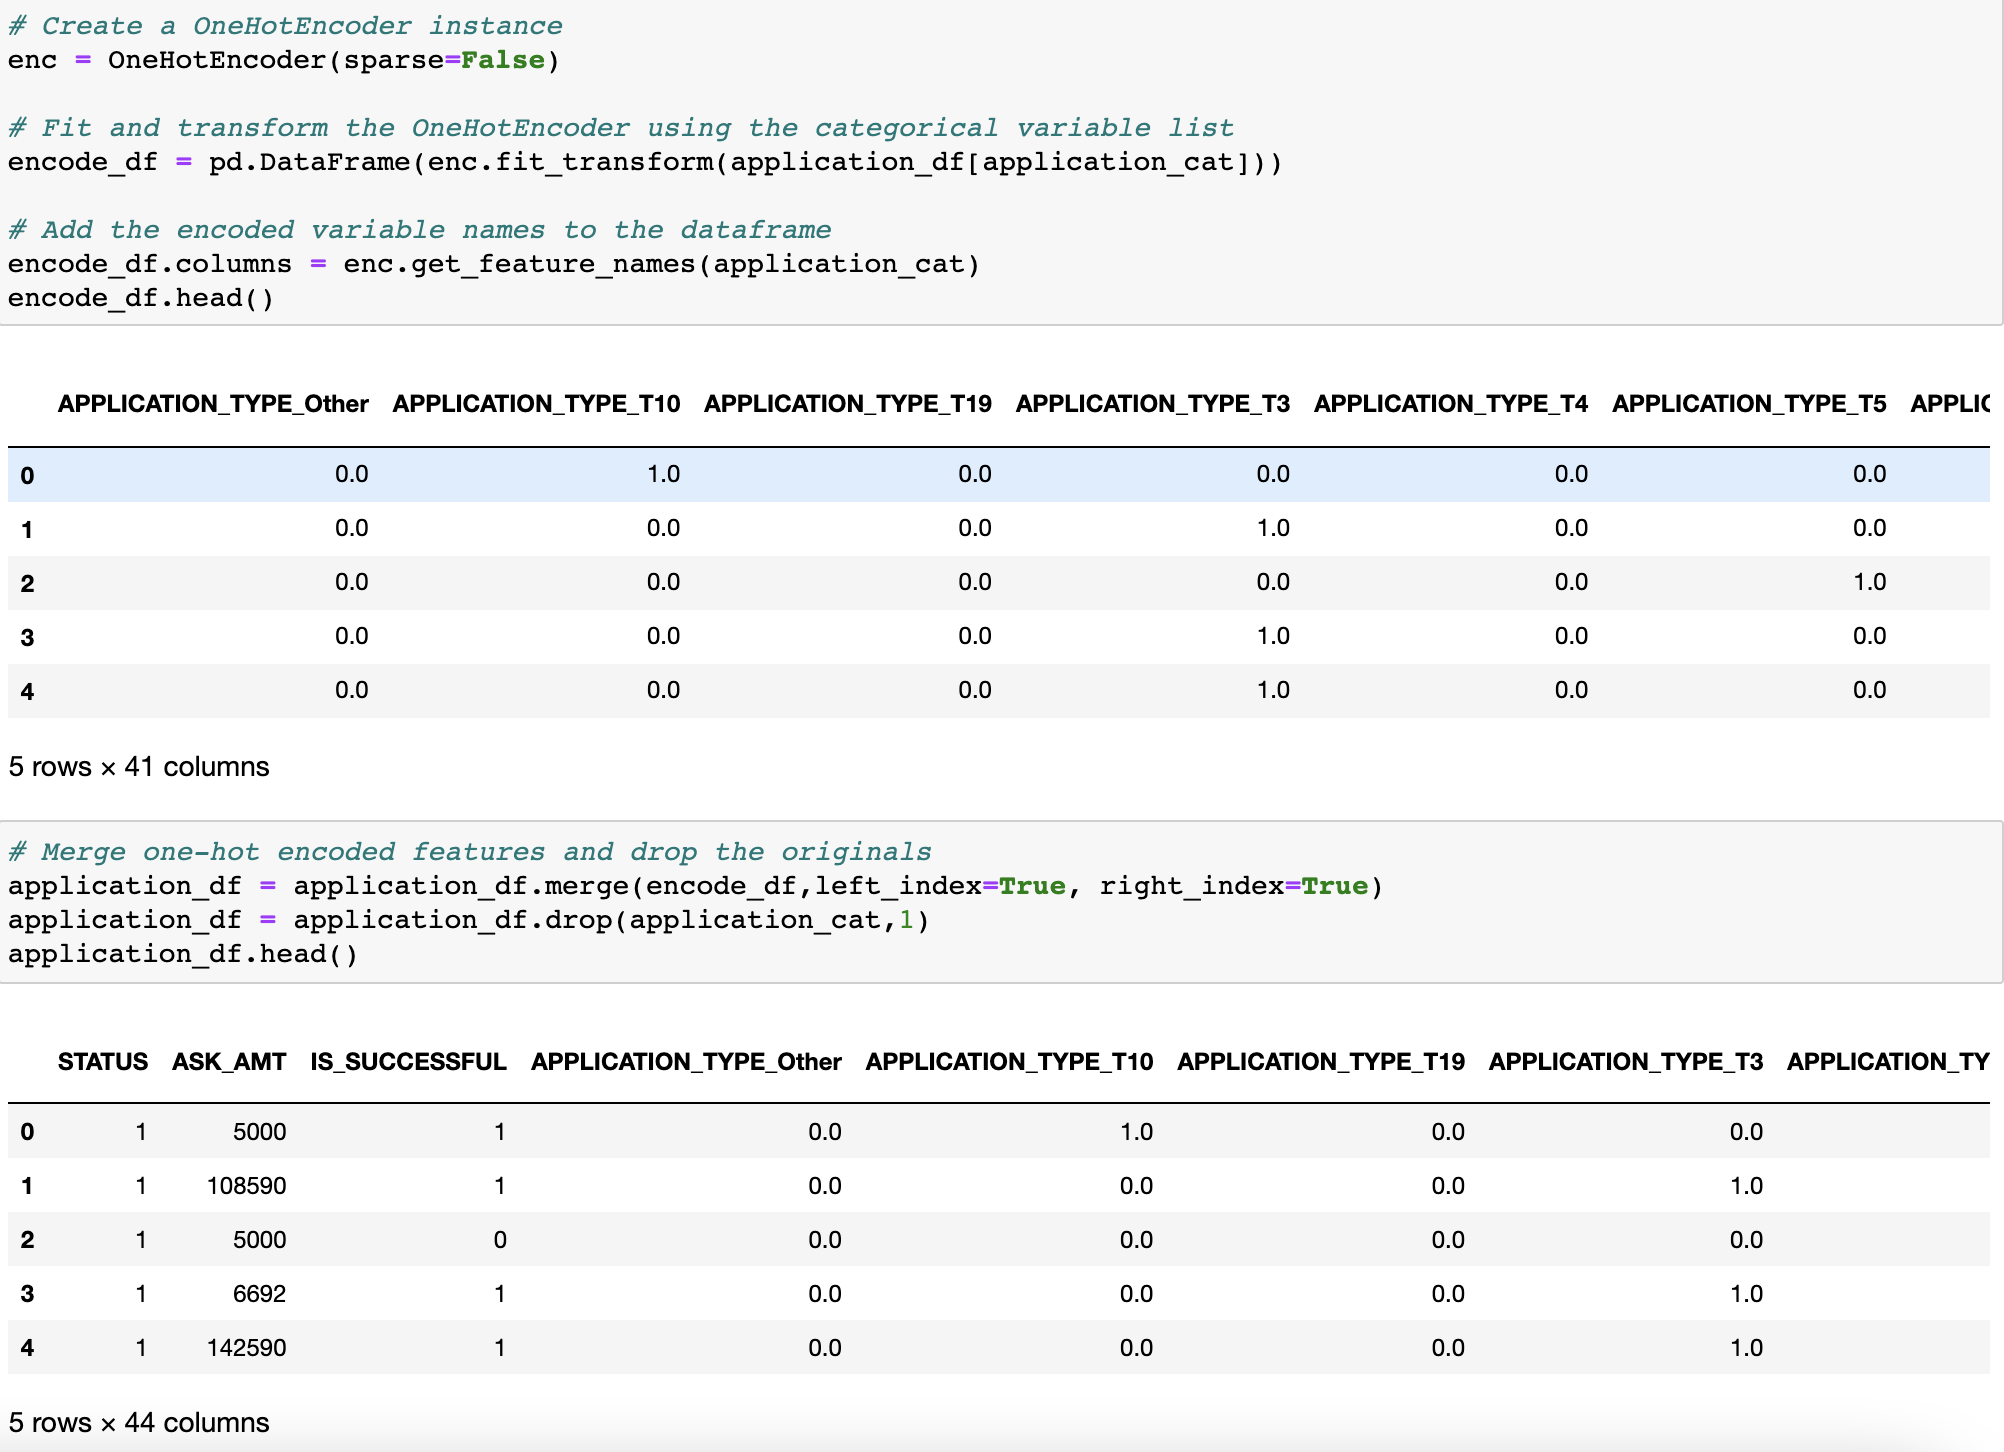 # Create a OneHotEncoder instance
enc = OneHotEncoder(sparse=False)
# Fit and transform the OneHotEncoder using the categorical variable list
encode_df = pd.DataFrame(enc.fit_transform(application_df[application_cat]))
# Add the encoded variable names to the dataframe
encode_df.columns = enc.get_feature_names(application_cat)
encode_df.head()
APPLICATION_TYPE_Other APPLICATION_TYPE_T10 APPLICATION_TYPE_T19 APPLICATION_TYPE_T3 APPLICATION_TYPE_T4 APPLICATION_TYPE_T5 APPLIC
0 0.0 1.0 0.0 0.0 0.0 0.0
1 0.0 0.0 0.0 1.0 0.0 0.0
2 0.0 0.0 0.0 0.0 0.0 1.0
3 0.0 0.0 0.0 1.0 0.0 0.0
4 0.0 0.0 0.0 1.0 0.0 0.0
5 rows × 41 columns
# Merge one-hot encoded features and drop the originals
application_df = application_df.merge(encode_df,left_index=True, right_index=True)
application_df = application_df.drop(application_cat,1)
application_df.head()
STATUS ASK_AMT IS_SUCCESSFUL APPLICATION_TYPE_Other APPLICATION_TYPE_T10 APPLICATION_TYPE_T19 APPLICATION_TYPE_T3 APPLICATION_TY
0 1 5000 1 0.0 1.0 0.0 0.0
1 1 108590 1 0.0 0.0 0.0 1.0
2 1 5000 0 0.0 0.0 0.0 0.0
3 1 6692 1 0.0 0.0 0.0 1.0
4 1 142590 1 0.0 0.0 0.0 1.0
5 rows × 44 columns